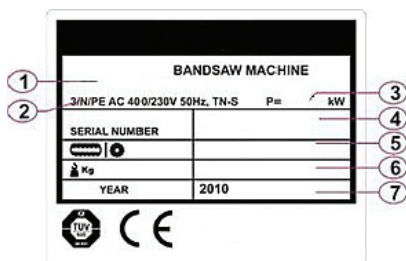 BANDSAW MACHINE
1
3/N/PE AC 400/230V 50Hz, TN-S P= kW
3
2
4
SERIAL NUMBER
5
Kg
6
YEAR 2010
7
TÜV
CE